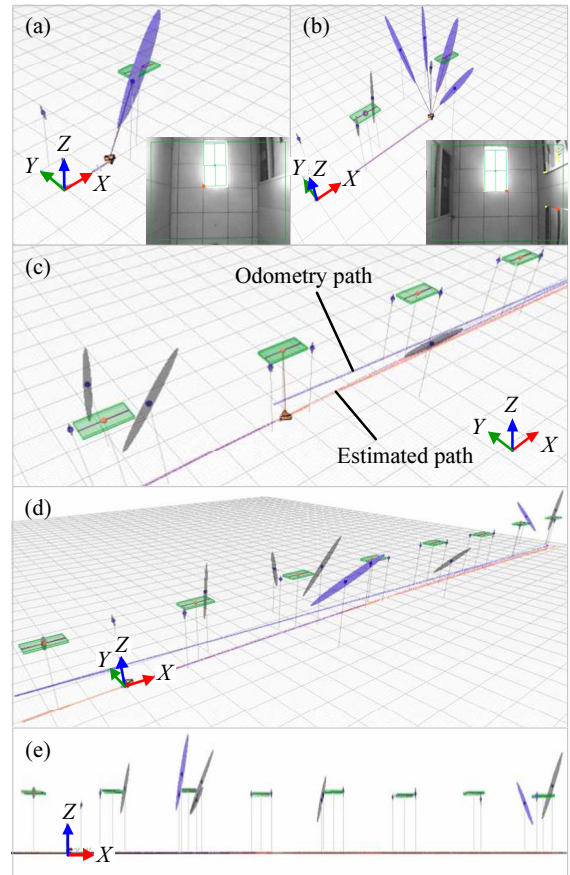 (a)
Z
Y
X
(b)
Y
Z
X
(c)
Odometry path
Estimated path
Z
Y
X
(d)
Z
Y
X
(e)
Z
X